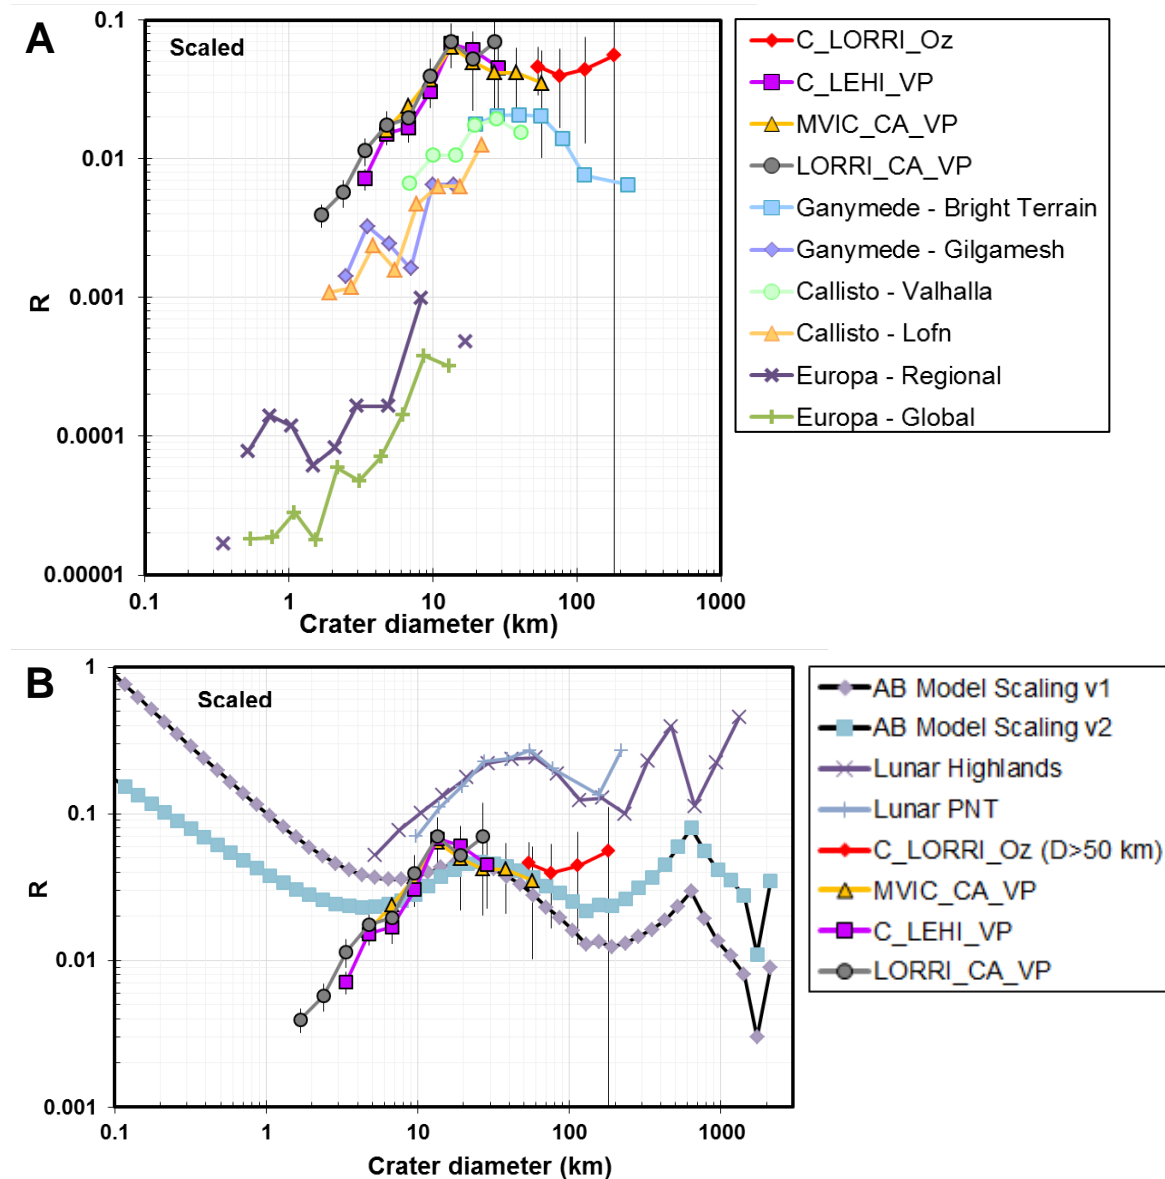 A
Scaled
0.1
0.01
0.001
0.0001
0.00001
R
0.1
1
10
100
1000
Crater diameter (km)
C_LORRI_Oz
C_LEHI_VP
MVIC_CA_VP
LORRI_CA_VP
Ganymede - Bright Terrain
Ganymede - Gilgamesh
Callisto - Valhalla
Callisto - Lofn
Europa - Regional
Europa - Global
B
Scaled
1
0.1
0.01
0.001
R
0.1
1
10
100
1000
Crater diameter (km)
AB Model Scaling v1
AB Model Scaling v2
Lunar Highlands
Lunar PNT
C_LORRI_Oz (D>50 km)
MVIC_CA_VP
C_LEHI_VP
LORRI_CA_VP